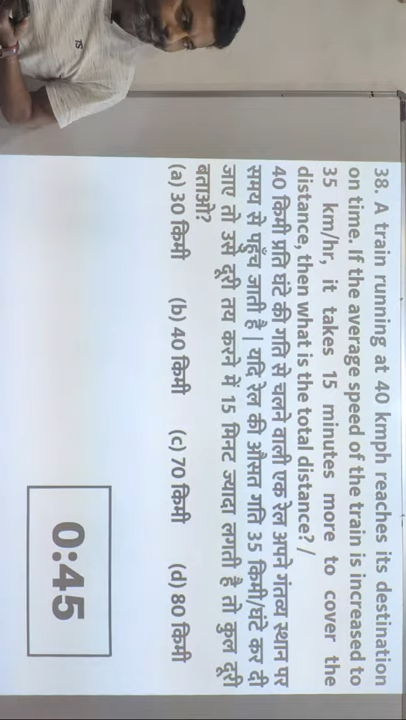 38. A train running at 40 kmph reaches its destination
on time. If the average speed of the train is increased to
35 km/hr, it takes 15 minutes more to cover the
distance, then what is the total distance? /
40 किमी प्रति घंटे की गति से चलने वाली एक रेल अपने गंतव्य स्थान पर
समय से पहुँच जाती है | यदि रेल की औसत गति 35 किमी/घंटे कर दी
जाए तो उसे दूरी तय करने में 15 मिनट ज्यादा लगती है तो कुल दूरी
बताओ?
(a) 30 किमी (b) 40 किमी (c) 70 किमी (d) 80 किमी
0:45